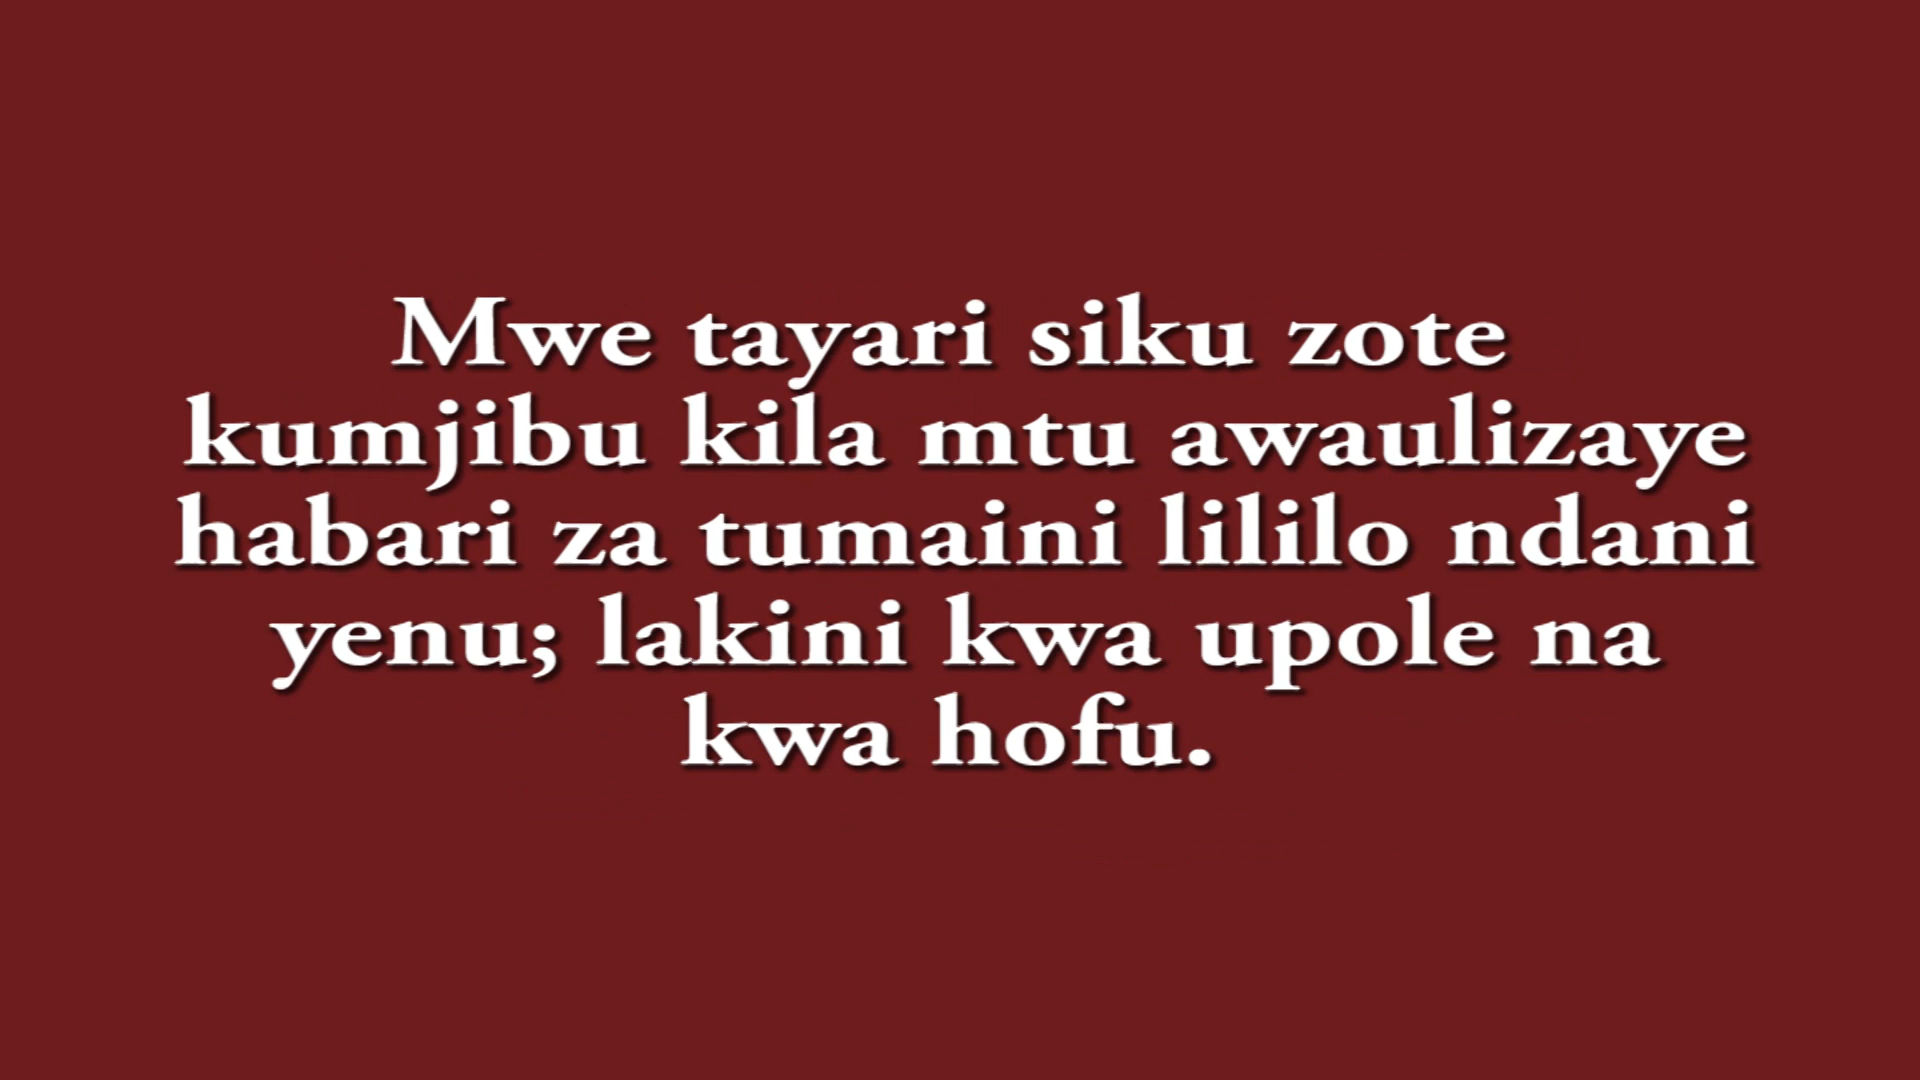 Mwe tayari siku zote
kumjibu kila mtu awaulizaye
habari za tumaini lililo ndani
yenu; lakini kwa upole na
kwa hofu.